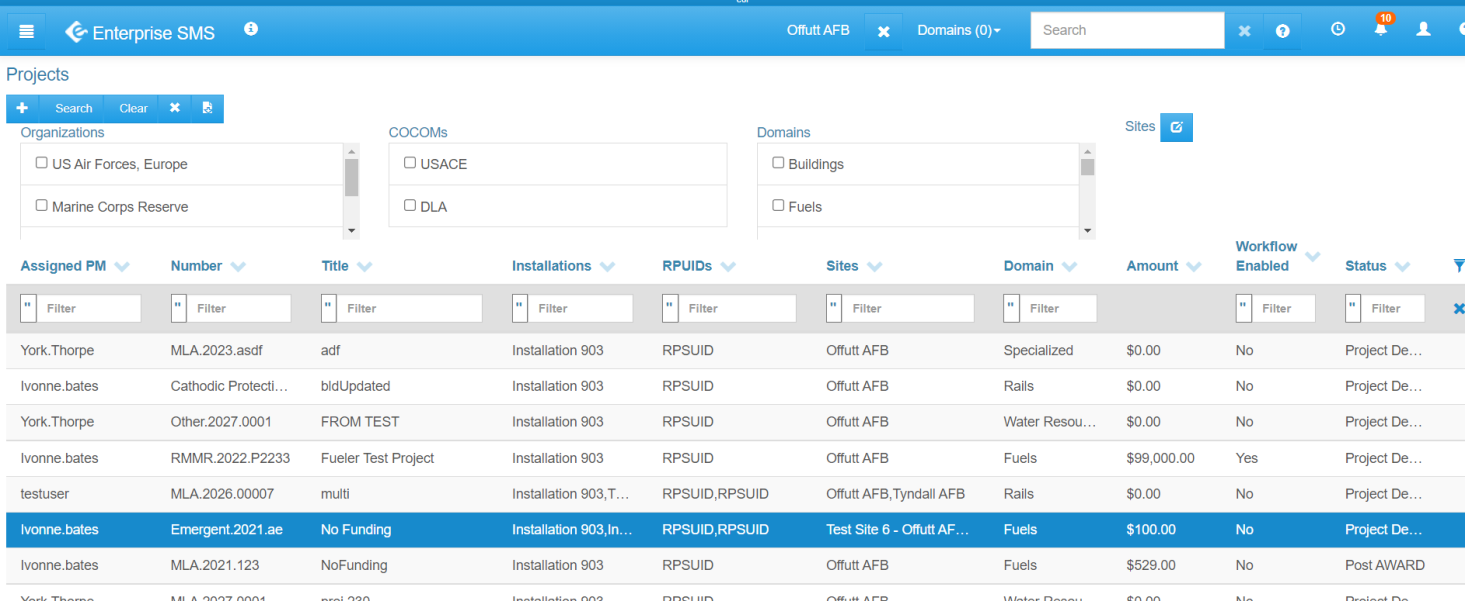 Enterprise SMS
Offutt AFB
Domains (0)
Search
10
Projects
Search Clear
Organizations
US Air Forces, Europe
Marine Corps Reserve
COCOMs
USACE
DLA
Domains
Buildings
Fuels
Sites
Assigned PM Number Title Installations RPUIDs Sites Domain Amount Workflow Enabled Status
" Filter " Filter " Filter " Filter " Filter " Filter " Filter " Filter " Filter
York.Thorpe MLA.2023.asdf adf Installation 903 RPSUID Offutt AFB Specialized $0.00 No Project De...
Ivonne.bates Cathodic Protecti... bldUpdated Installation 903 RPSUID Offutt AFB Rails $0.00 No Project De...
York.Thorpe Other.2027.0001 FROM TEST Installation 903 RPSUID Offutt AFB Water Resou... $0.00 No Project De...
Ivonne.bates RMMR.2022.P2233 Fueler Test Project Installation 903 RPSUID Offutt AFB Fuels $99,000.00 Yes Project De...
testuser MLA.2026.00007 multi Installation 903,T... RPSUID,RPSUID Offutt AFB,Tyndall AFB Rails $0.00 No Project De...
Ivonne.bates Emergent.2021.ae No Funding Installation 903,In... RPSUID,RPSUID Test Site 6 - Offutt AF... Fuels $100.00 No Project De...
Ivonne.bates MLA.2021.123 NoFunding Installation 903 RPSUID Offutt AFB Fuels $529.00 No Post AWARD
York.Thorpe MLA.2027.0001 proj 230 Installation 903 RPSUID Offutt AFB Water Resou... $0.00 No Project De...